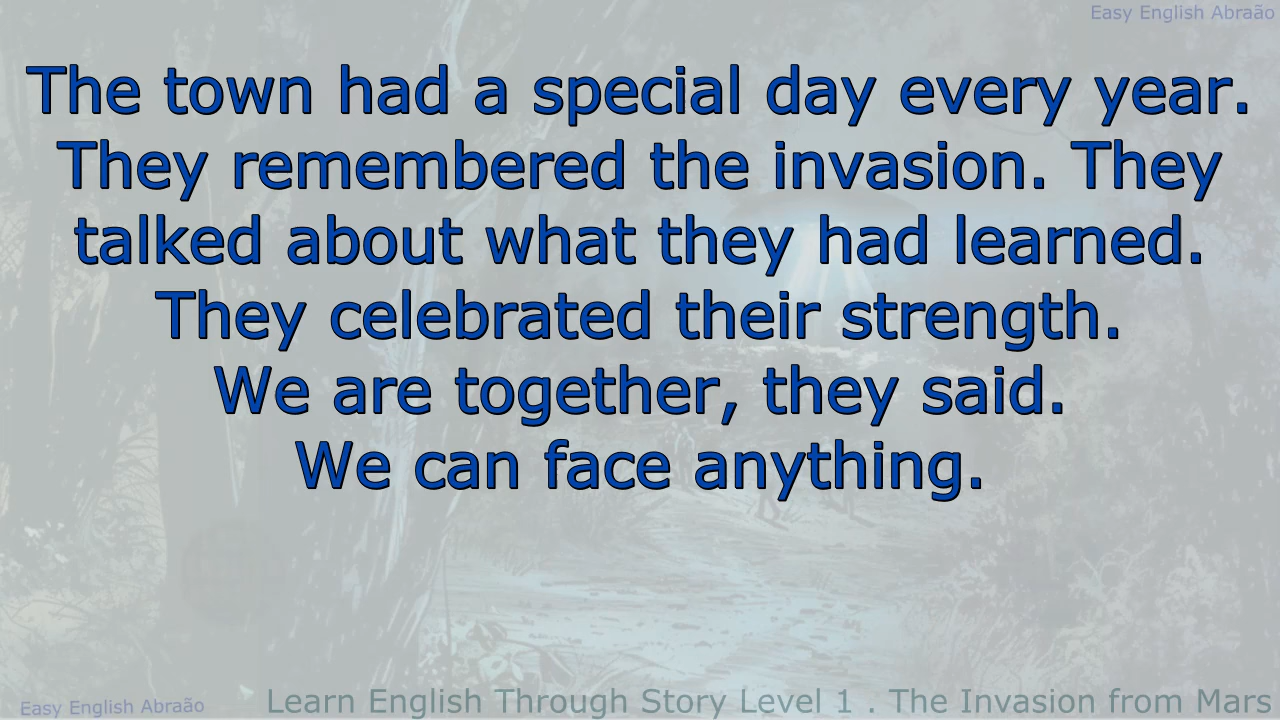 Easy English Abraão
The town had a special day every year.
They remembered the invasion. They
talked about what they had learned.
They celebrated their strength.
We are together, they said.
We can face anything.
Easy English Abraão
Learn English Through Story Level 1 . The Invasion from Mars